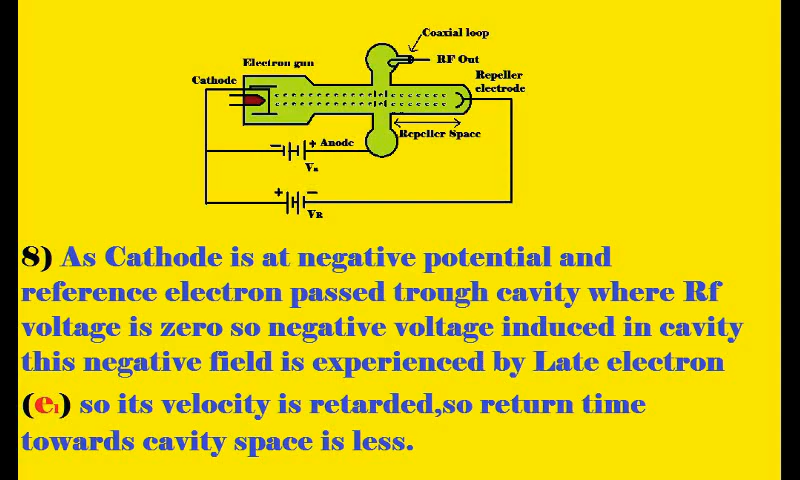 Coaxial loop
RF Out
Electron gun
Repeller
electrode
Cathode
Repeller Space
− + Anode
Vₐ
+ −
VR
8) As Cathode is at negative potential and
reference electron passed trough cavity where Rf
voltage is zero so negative voltage induced in cavity
this negative field is experienced by Late electron
(e₁) so its velocity is retarded,so return time
towards cavity space is less.